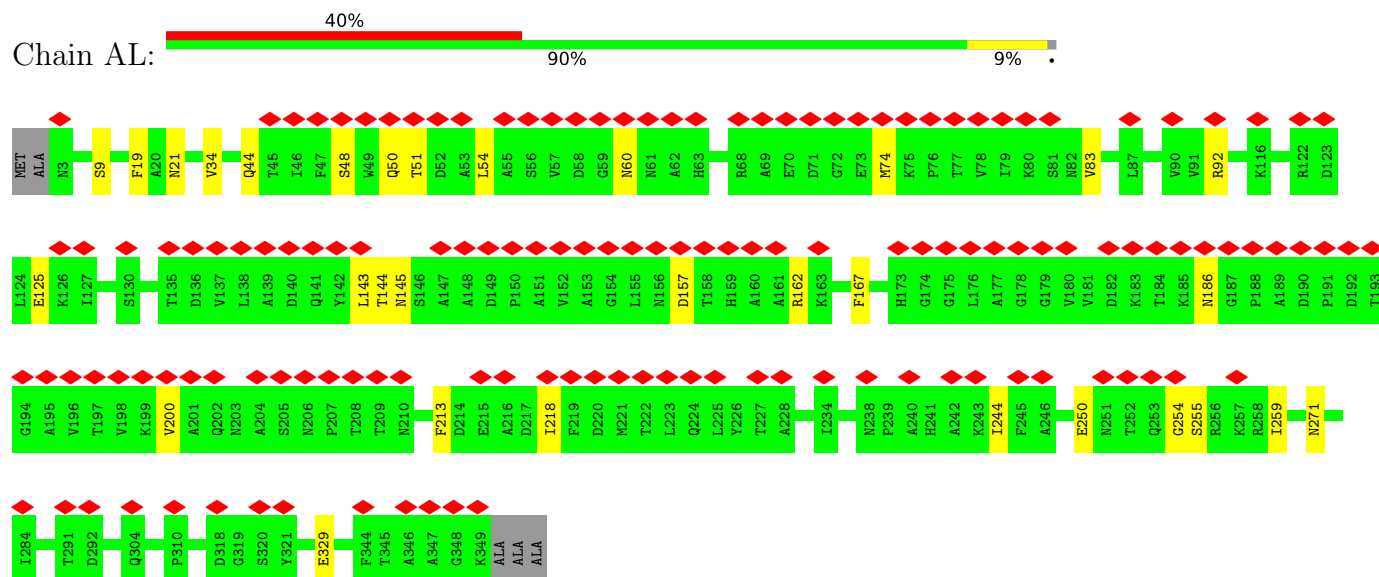 40%
Chain AL:
90% 9% •
MET ALA N3 S9 F19 A20 N21 V34 Q44 T45 I46 F47 S48 W49 Q50 T51 D52 A53 L54 A55 S56 V57 D58 G59 N60 N61 A62 H63 R68 A69 E70 D71 G72 E73 M74 K75 P76 T77 V78 I79 K80 S81 N82 V83 L87 V90 V91 R92 K116 R122 D123
L124 E125 K126 I127 S130 T135 D136 V137 L138 A139 D140 Q141 Y142 L143 T144 N145 S146 A147 A148 D149 P150 A151 V152 A153 G154 L155 N156 D157 T158 H159 A160 A161 R162 K163 F167 H173 G174 G175 L176 A177 G178 G179 V180 V181 D182 K183 T184 K185 N186 G187 P188 A189 D190 P191 D192 T193
G194 A195 V196 T197 V198 K199 V200 A201 Q202 N203 A204 S205 N206 P207 T208 T209 N210 F213 D214 E215 A216 D217 I218 F219 D220 M221 T222 L223 Q224 L225 Y226 T227 A228 I234 N238 P239 A240 H241 A242 K243 I244 F245 A246 E250 N251 T252 Q253 G254 S255 R256 K257 R258 I259 N271
I284 T291 D292 Q304 P310 D318 G319 S320 Y321 E329 F344 T345 A346 A347 G348 K349 ALA ALA ALA